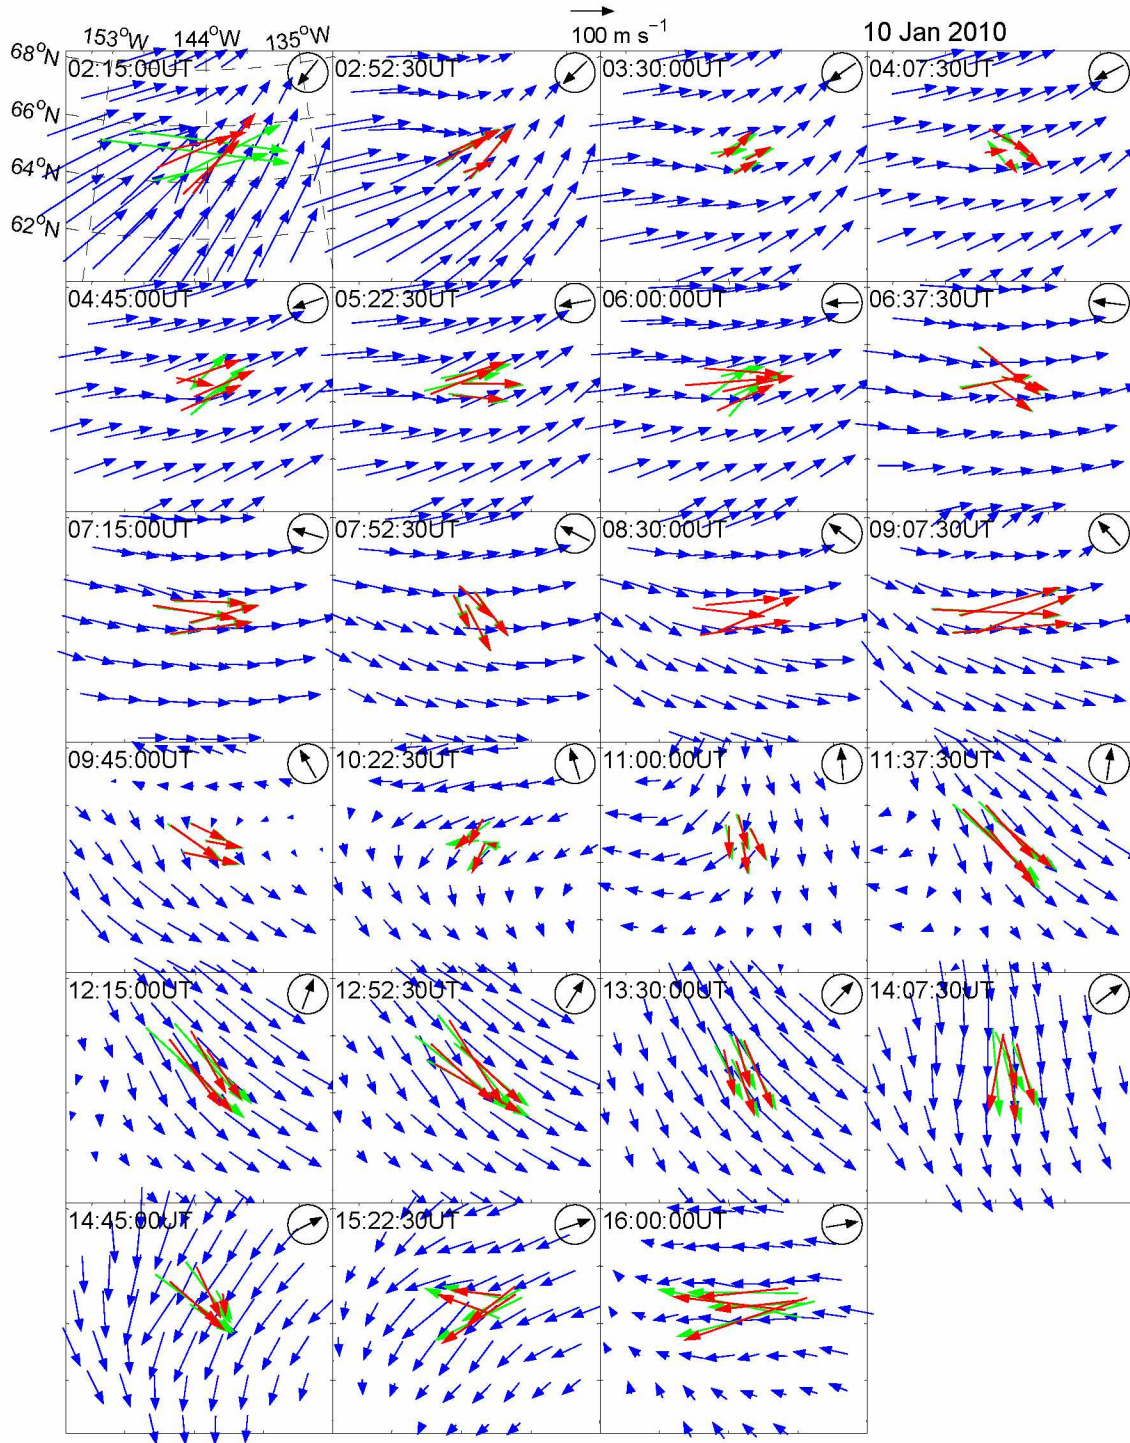 100 m s⁻¹
10 Jan 2010
153°W 144°W 135°W
68°N
66°N
64°N
62°N
02:15:00UT 02:52:30UT 03:30:00UT 04:07:30UT
04:45:00UT 05:22:30UT 06:00:00UT 06:37:30UT
07:15:00UT 07:52:30UT 08:30:00UT 09:07:30UT
09:45:00UT 10:22:30UT 11:00:00UT 11:37:30UT
12:15:00UT 12:52:30UT 13:30:00UT 14:07:30UT
14:45:00UT 15:22:30UT 16:00:00UT